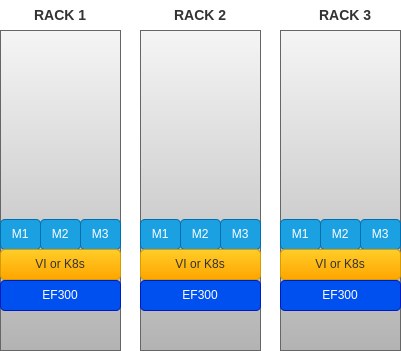 RACK 1 RACK 2 RACK 3
M1 M2 M3 M1 M2 M3 M1 M2 M3
VI or K8s VI or K8s VI or K8s
EF300 EF300 EF300